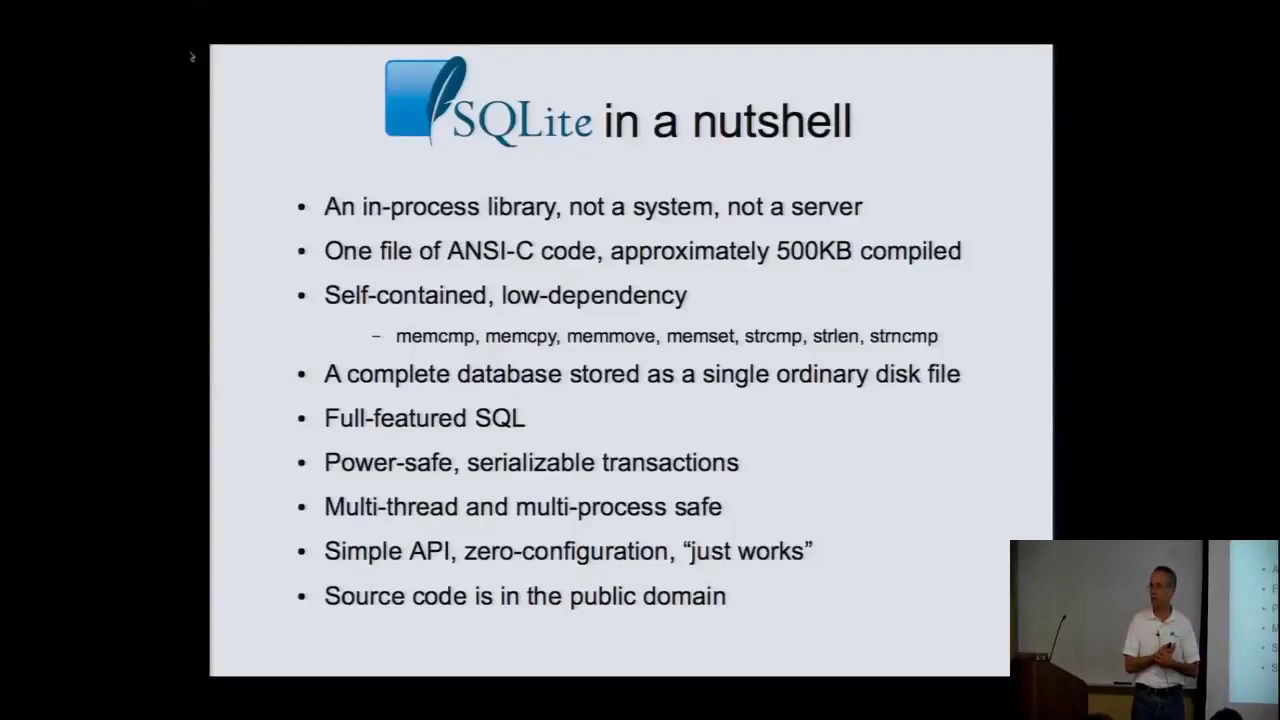 SQLite in a nutshell
• An in-process library, not a system, not a server
• One file of ANSI-C code, approximately 500KB compiled
• Self-contained, low-dependency
– memcmp, memcpy, memmove, memset, strcmp, strlen, strncmp
• A complete database stored as a single ordinary disk file
• Full-featured SQL
• Power-safe, serializable transactions
• Multi-thread and multi-process safe
• Simple API, zero-configuration, “just works”
• Source code is in the public domain